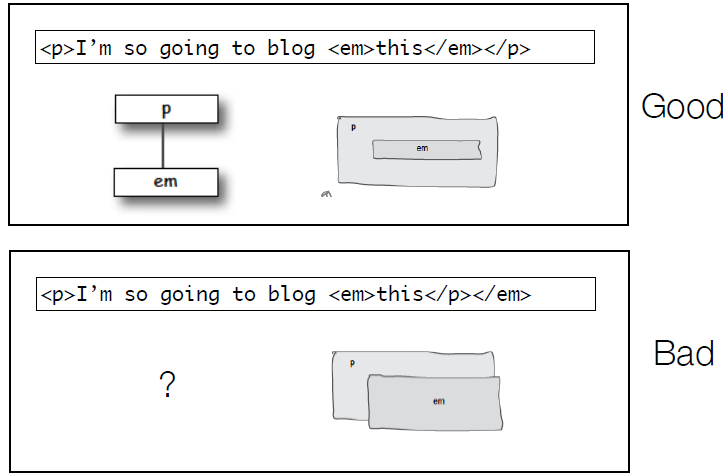 <p>I’m so going to blog <em>this</em></p>
p
em
p
em
Good
<p>I’m so going to blog <em>this</p></em>
?
p
em
Bad